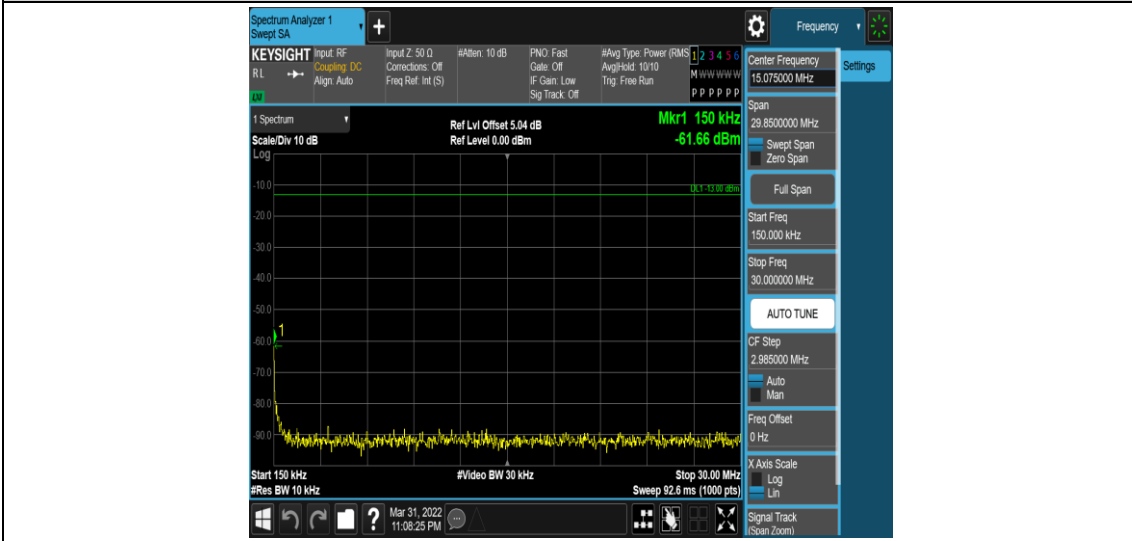 Spectrum Analyzer 1
Swept SA
+
Frequency
KEYSIGHT
RL
Input: RF
Coupling: DC
Align: Auto
Input Z: 50 Ω
Corrections: Off
Freq Ref: Int (S)
#Atten: 10 dB
PNO: Fast
Gate: Off
IF Gain: Low
Sig Track: Off
#Avg Type: Power (RMS
Avg|Hold: 10/10
Trig: Free Run
1 2 3 4 5 6
M W W W W W
P P P P P P
1 Spectrum
Scale/Div 10 dB
Log
Ref Lvl Offset 5.04 dB
Ref Level 0.00 dBm
Mkr1 150 kHz
-61.66 dBm
DL1 -13.00 dBm
-10.0
-20.0
-30.0
-40.0
-50.0
1
-60.0
-70.0
-80.0
-90.0
Start 150 kHz
#Res BW 10 kHz
#Video BW 30 kHz
Stop 30.00 MHz
Sweep 92.6 ms (1000 pts)
?
Mar 31, 2022
11:08:25 PM
Settings
Center Frequency
15.075000 MHz
Span
29.8500000 MHz
Swept Span
Zero Span
Full Span
Start Freq
150.000 kHz
Stop Freq
30.000000 MHz
AUTO TUNE
CF Step
2.985000 MHz
Auto
Man
Freq Offset
0 Hz
X Axis Scale
Log
Lin
Signal Track
(Span Zoom)